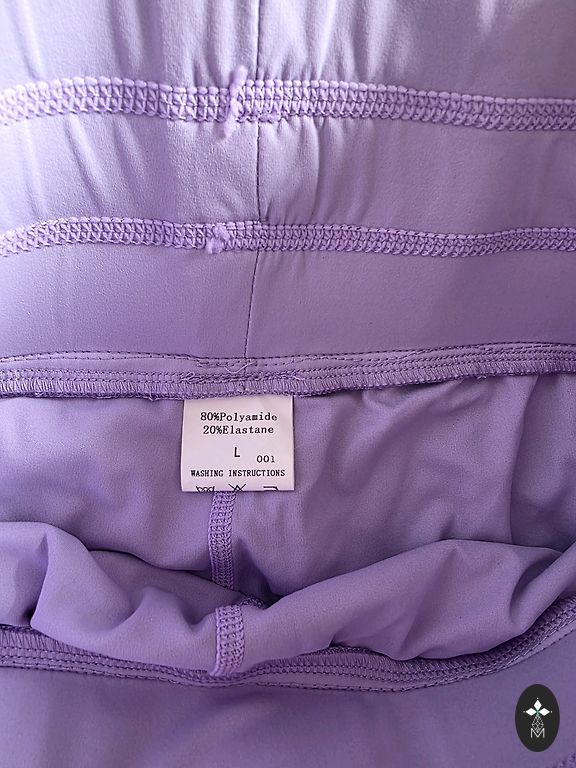 80%Polyamide
20%Elastane
L 001
WASHING INSTRUCTIONS
M